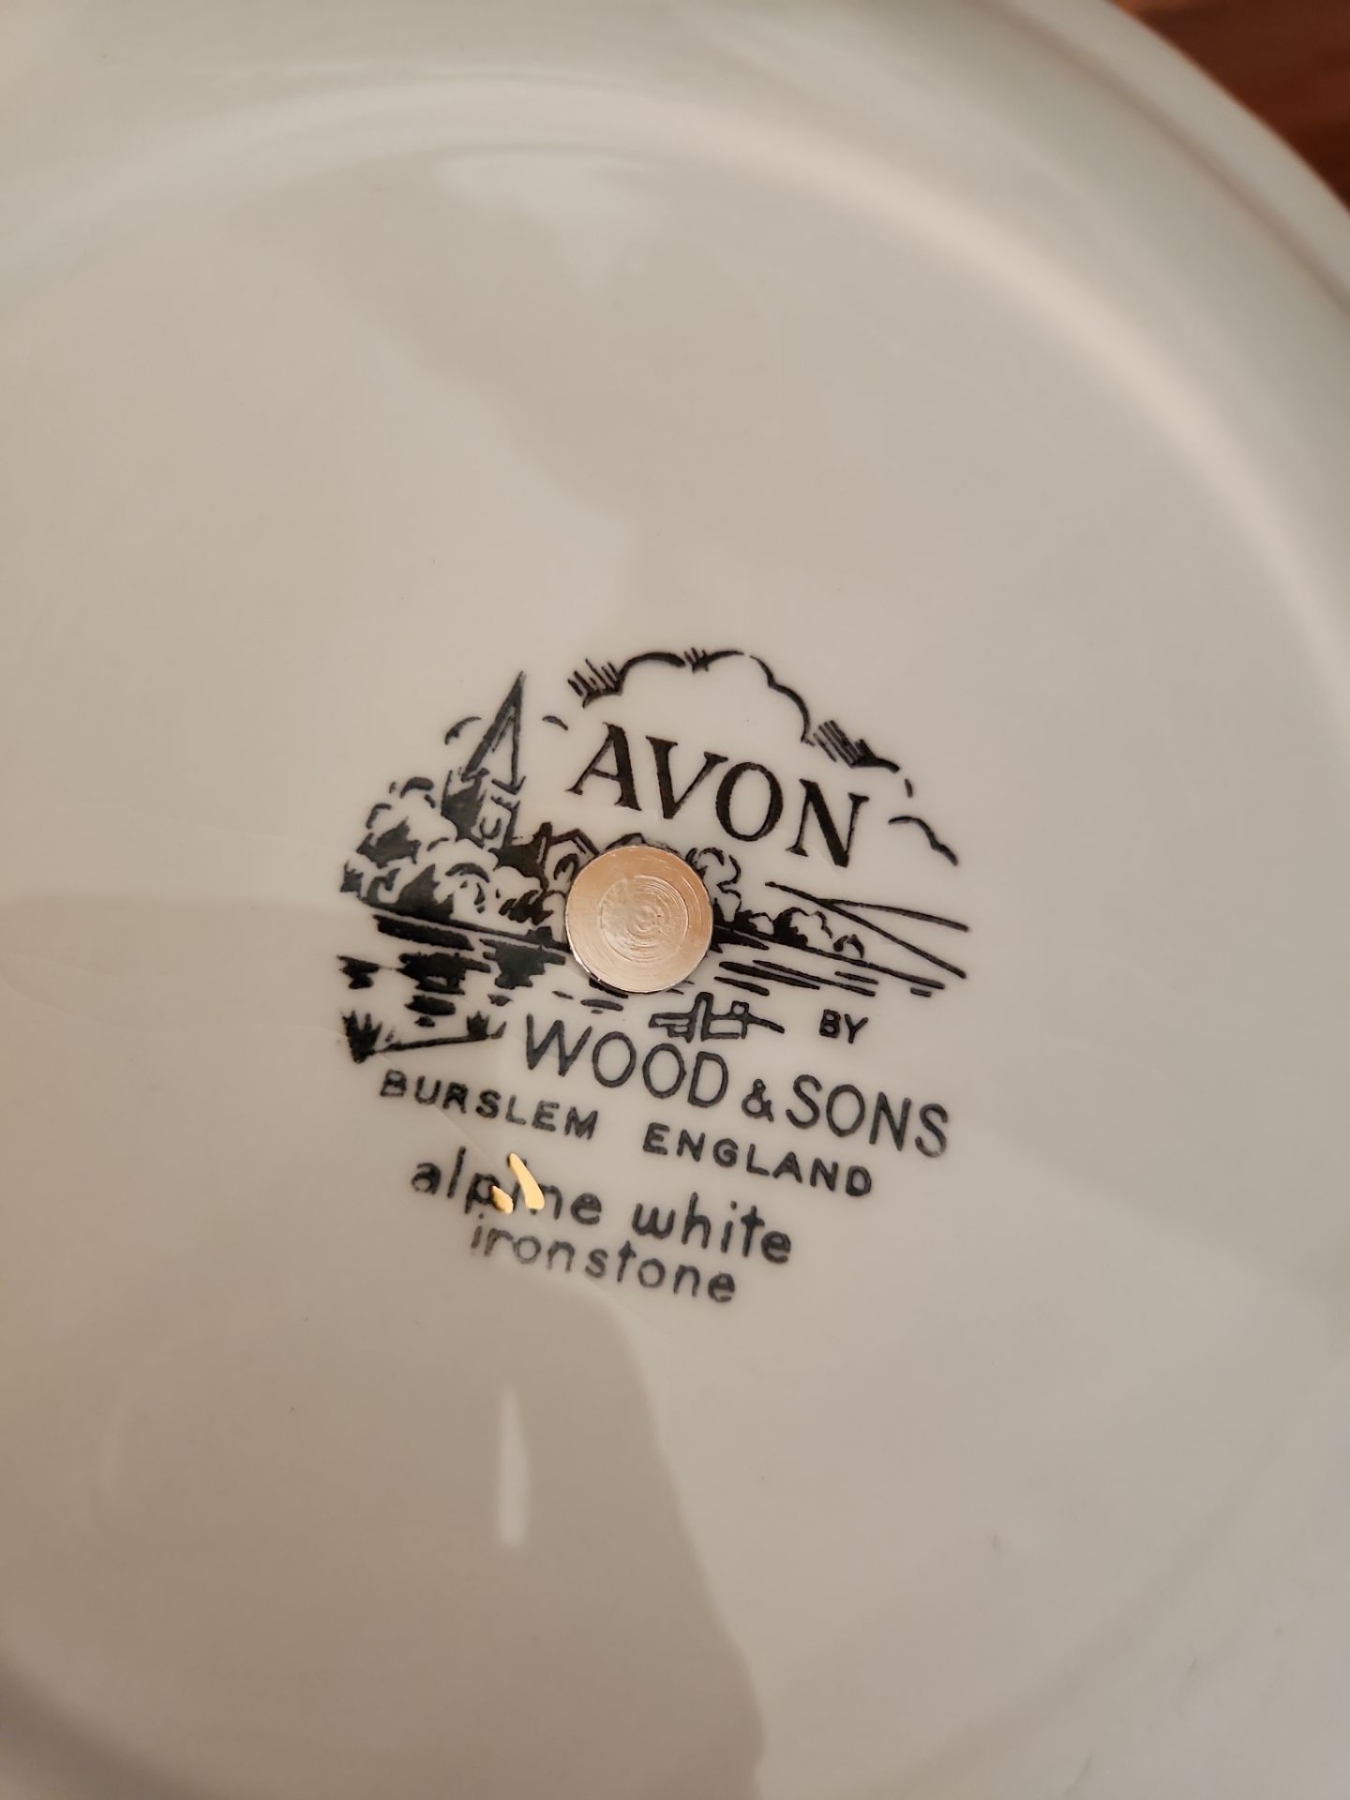 AVON
BY
WOOD & SONS
BURSLEM ENGLAND
alpine white
ironstone